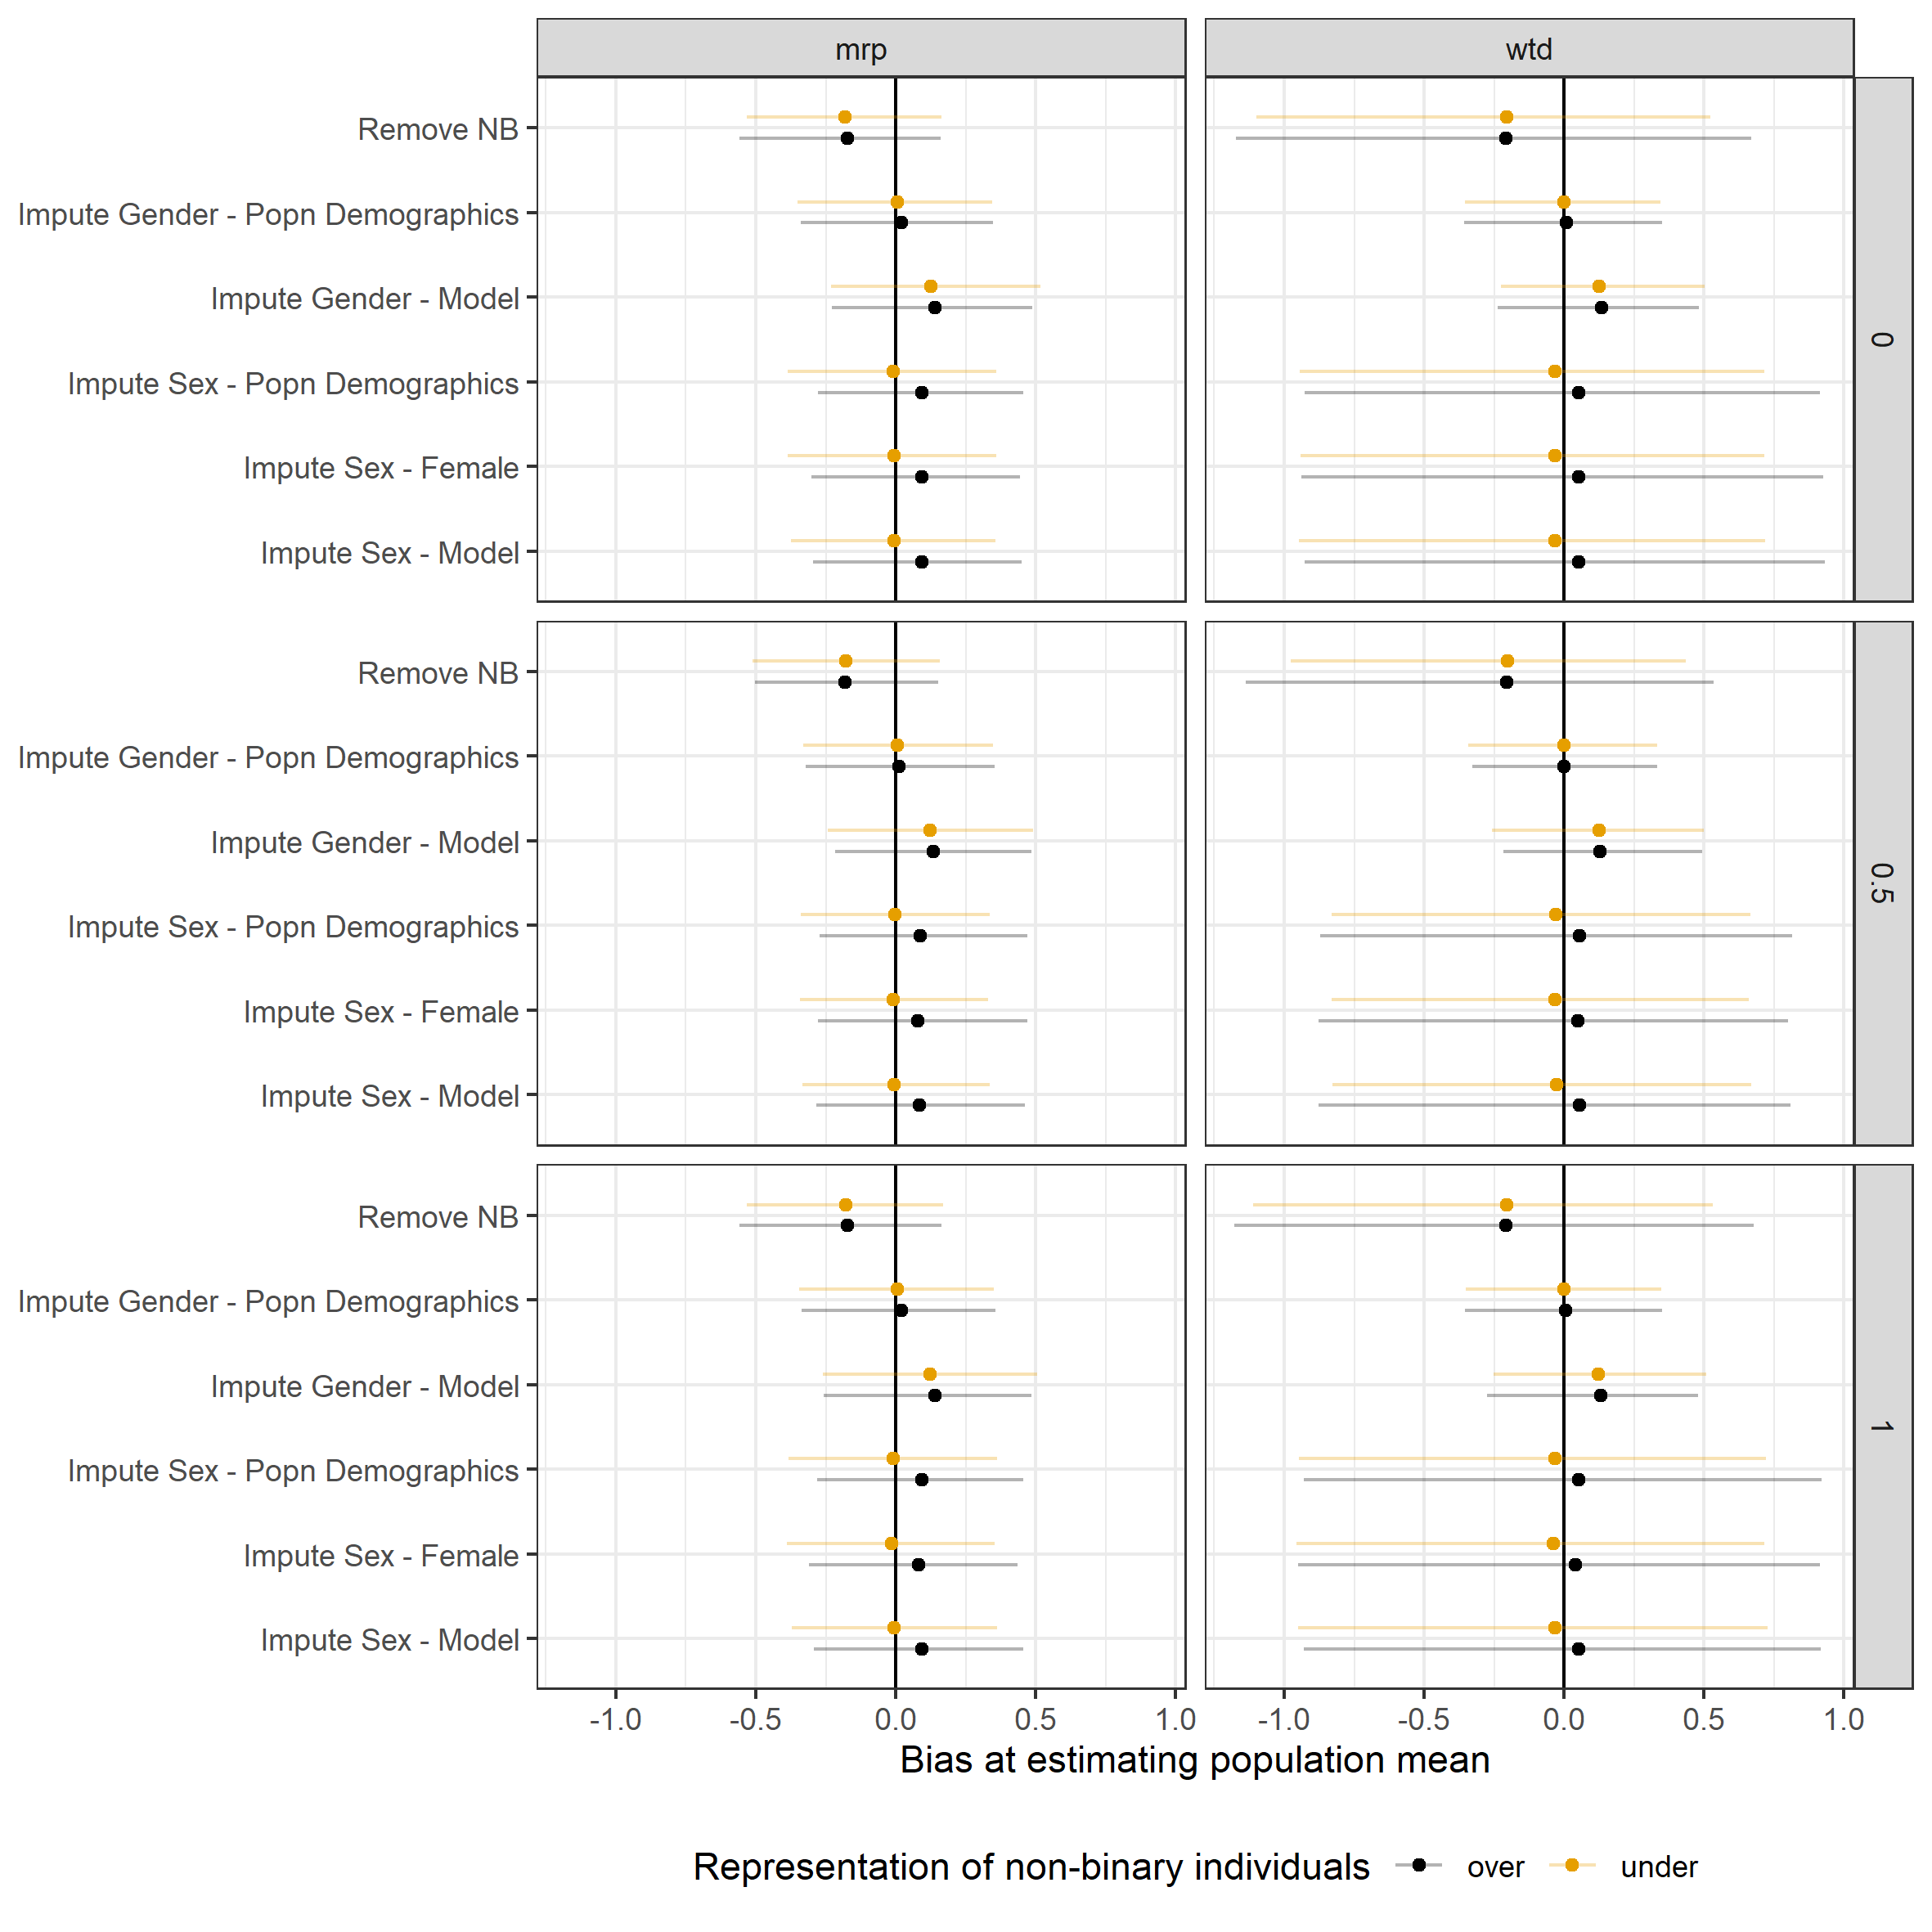 mrp
wtd
Remove NB
Impute Gender - Popn Demographics
Impute Gender - Model
Impute Sex - Popn Demographics
Impute Sex - Female
Impute Sex - Model
0
Remove NB
Impute Gender - Popn Demographics
Impute Gender - Model
Impute Sex - Popn Demographics
Impute Sex - Female
Impute Sex - Model
0.5
Remove NB
Impute Gender - Popn Demographics
Impute Gender - Model
Impute Sex - Popn Demographics
Impute Sex - Female
Impute Sex - Model
1
-1.0 -0.5 0.0 0.5 1.0 -1.0 -0.5 0.0 0.5 1.0
Bias at estimating population mean
Representation of non-binary individuals over under